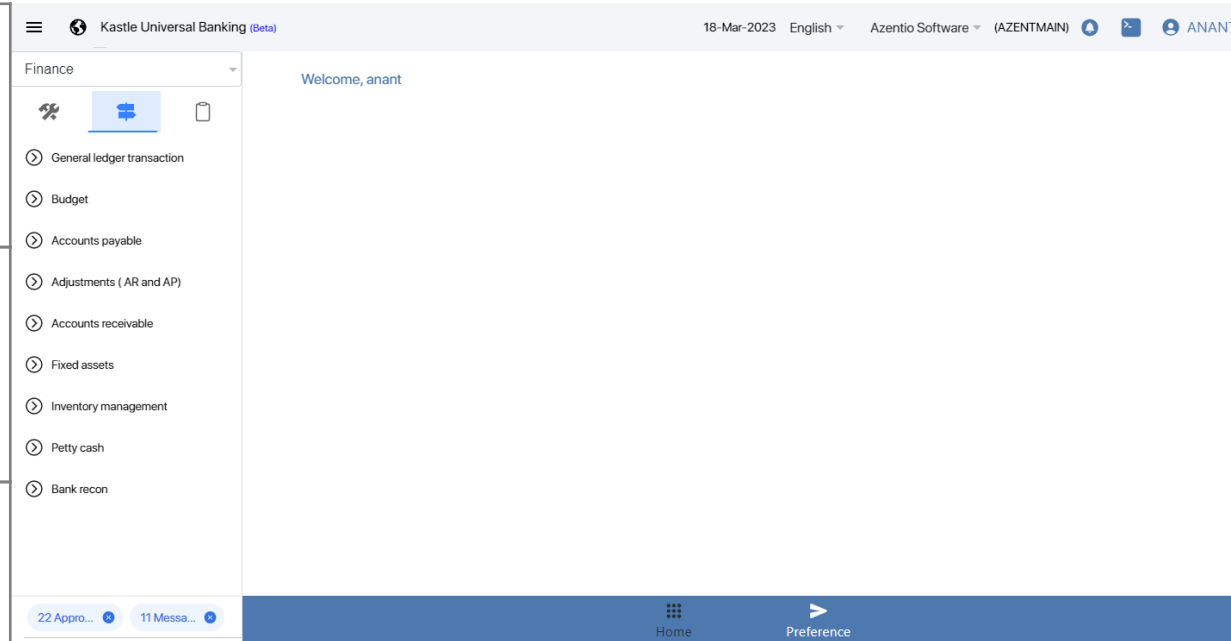 Kastle Universal Banking (Beta) 18-Mar-2023 English Azentio Software (AZENTMAIN) ANANT
Finance
Welcome, anant
General ledger transaction
Budget
Accounts payable
Adjustments ( AR and AP)
Accounts receivable
Fixed assets
Inventory management
Petty cash
Bank recon
22 Appro... 11 Messa...
Home Preference